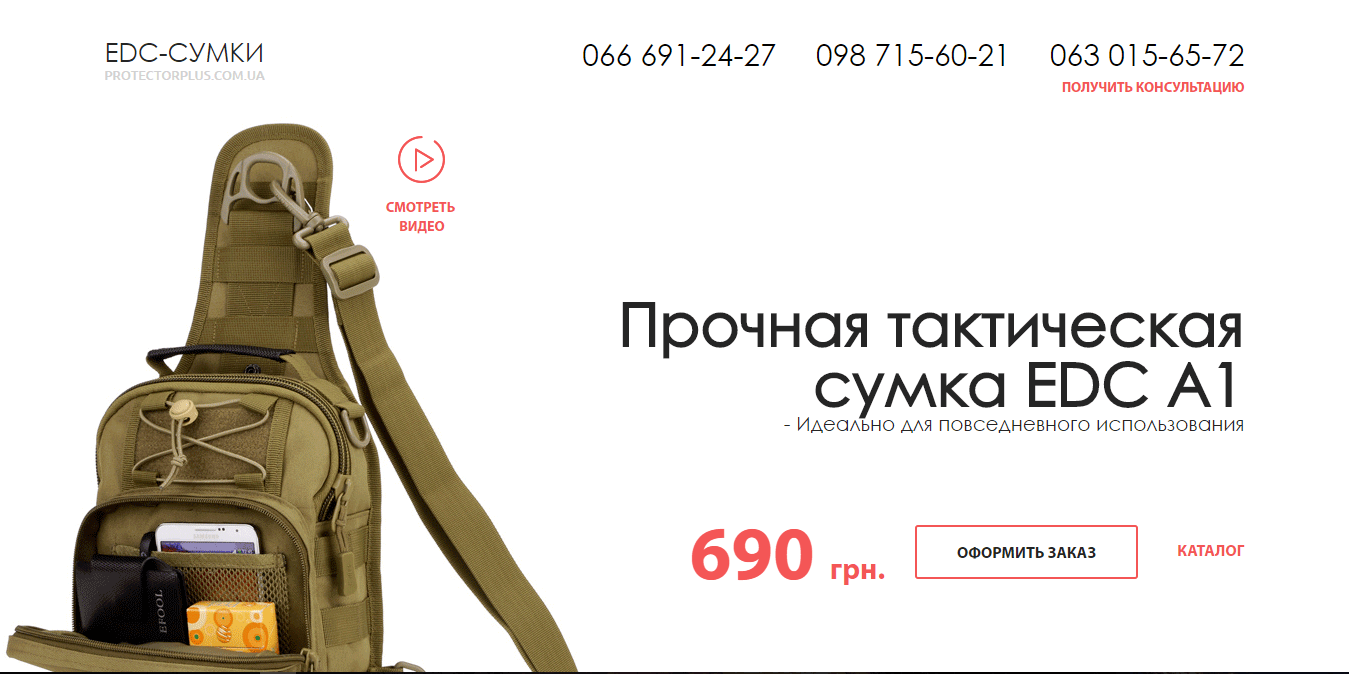 EDC-СУМКИ
PROTECTORPLUS.COM.UA
066 691-24-27 098 715-60-21 063 015-65-72
ПОЛУЧИТЬ КОНСУЛЬТАЦИЮ
СМОТРЕТЬ
ВИДЕО
Прочная тактическая
сумка EDC A1
- Идеально для повседневного использования
690 грн.
ОФОРМИТЬ ЗАКАЗ
КАТАЛОГ
SAMSUNG
EFOOL